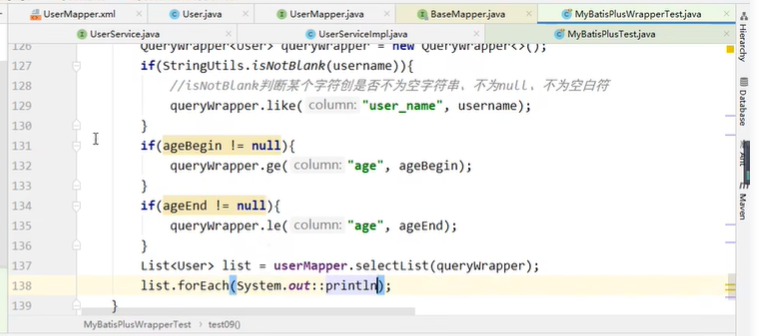 UserMapper.xml User.java UserMapper.java BaseMapper.java MyBatisPlusWrapperTest.java
UserService.java UserServiceImpl.java MyBatisPlusTest.java
126 QueryWrapper<User> queryWrapper = new QueryWrapper<>();
127 if(StringUtils.isNotBlank(username)){
128 //isNotBlank判断某个字符创是否不为空字符串、不为null、不为空白符
129 queryWrapper.like( column: "user_name", username);
130 }
131 if(ageBegin != null){
132 queryWrapper.ge( column: "age", ageBegin);
133 }
134 if(ageEnd != null){
135 queryWrapper.le( column: "age", ageEnd);
136 }
137 List<User> list = userMapper.selectList(queryWrapper);
138 list.forEach(System.out::println);
139 }
MyBatisPlusWrapperTest › test09()
Hierarchy
Database
Ant
Maven